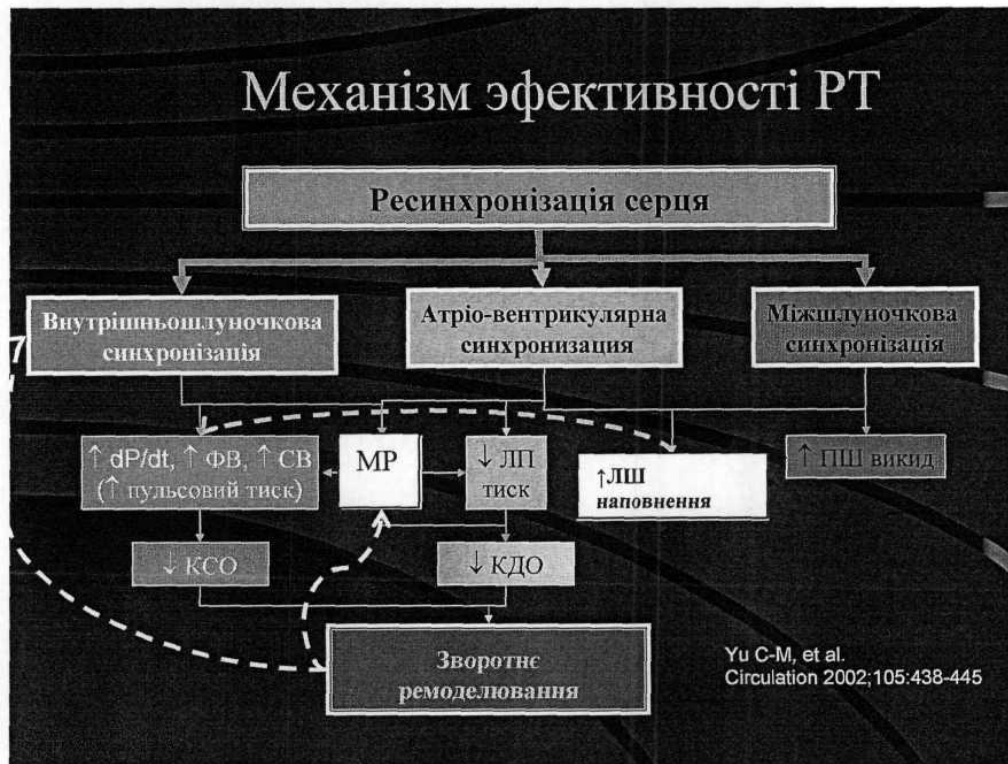 Механізм эфективності РТ
Ресинхронізація серця
Внутрішньошлуночкова
синхронізація
Атріо-вентрикулярна
синхронизация
Міжшлуночкова
синхронізація
7
↑ dP/dt, ↑ ФВ, ↑ СВ
(↑ пульсовий тиск)
МР
↓ ЛП
тиск
↑ЛШ
наповнення
↑ ПШ викид
↓ КСО
↓ КДО
Зворотнє
ремоделювання
Yu C-M, et al.
Circulation 2002;105:438-445